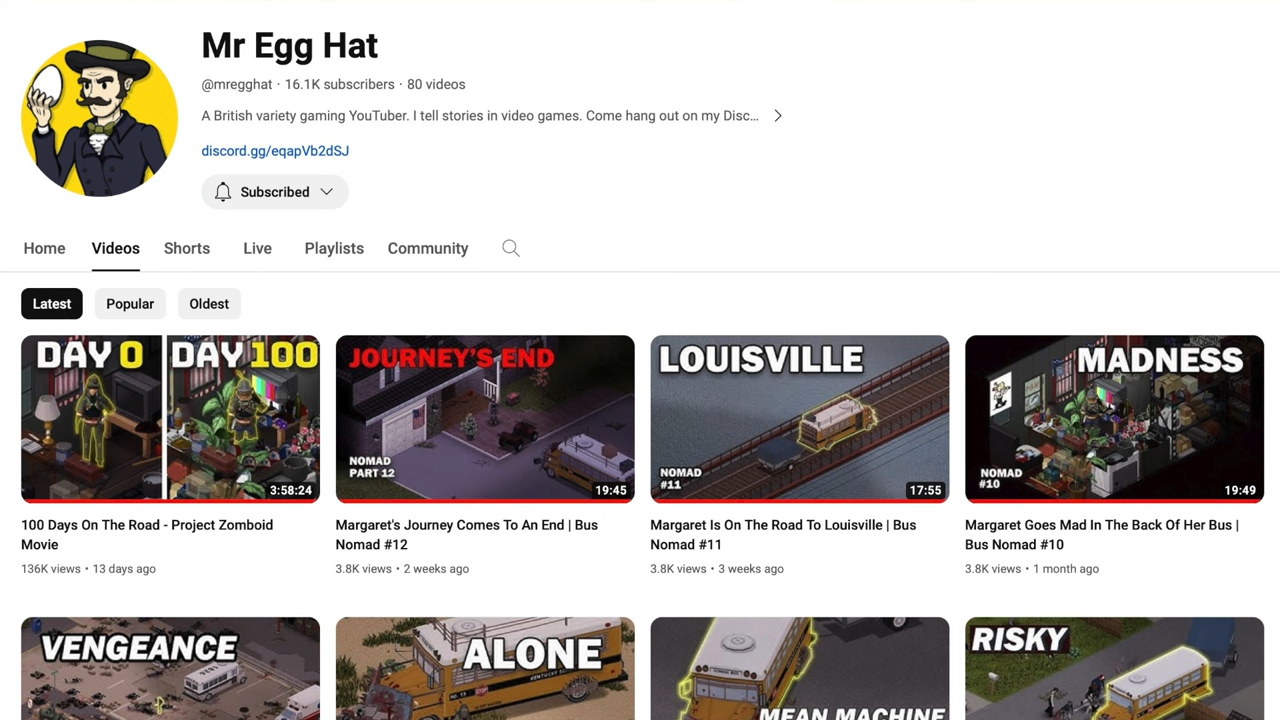 Mr Egg Hat
@mregghat · 16.1K subscribers · 80 videos
A British variety gaming YouTuber. I tell stories in video games. Come hang out on my Disc...
discord.gg/eqapVb2dSJ
Subscribed
Home Videos Shorts Live Playlists Community
Latest Popular Oldest
DAY 0 DAY 100
3:58:24
100 Days On The Road - Project Zomboid
Movie
136K views • 13 days ago
JOURNEY'S END
NOMAD
PART 12
19:45
Margaret's Journey Comes To An End | Bus
Nomad #12
3.8K views • 2 weeks ago
LOUISVILLE
NOMAD
#11
17:55
Margaret Is On The Road To Louisville | Bus
Nomad #11
3.8K views • 3 weeks ago
MADNESS
NOMAD
#10
19:49
Margaret Goes Mad In The Back Of Her Bus |
Bus Nomad #10
3.8K views • 1 month ago
VENGEANCE
ALONE
STOP
MEAN MACHINE
RISKY